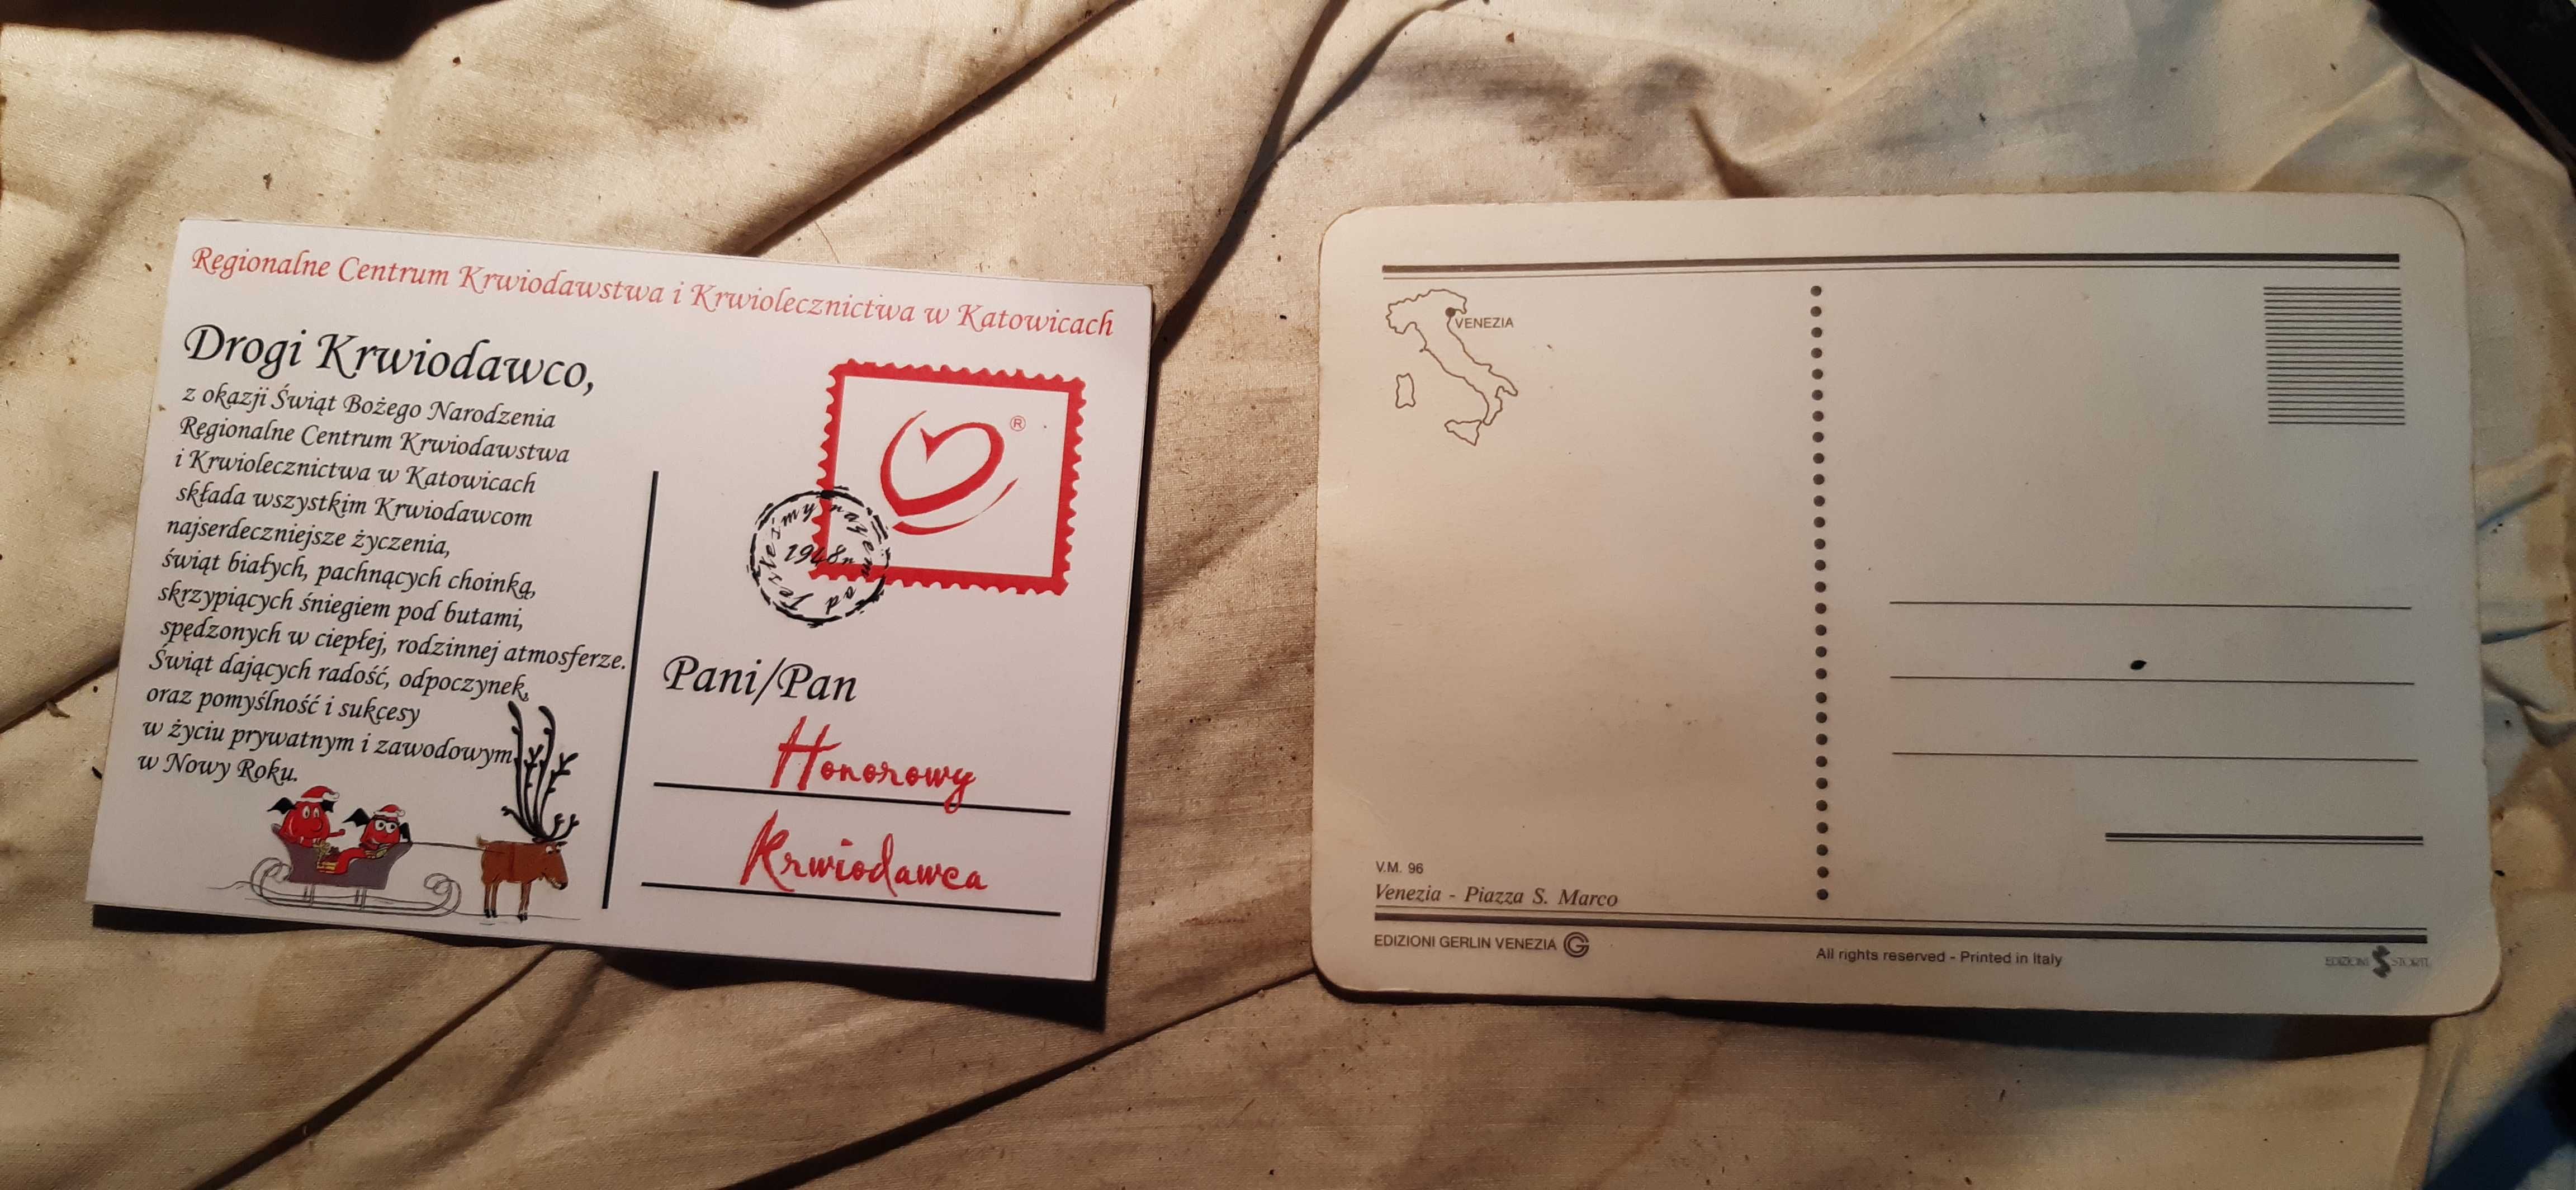 Regionalne Centrum Krwiodawstwa i Krwiolecznictwa w Katowicach
Drogi Krwiodawco,
z okazji Świąt Bożego Narodzenia
Regionalne Centrum Krwiodawstwa
i Krwiolecznictwa w Katowicach
składa wszystkim Krwiodawcom
najserdeczniejsze życzenia,
świąt białych, pachnących choinką,
skrzypiących śniegiem pod butami,
spędzonych w ciepłej, rodzinnej atmosferze.
Świąt dających radość, odpoczynek,
oraz pomyślność i sukcesy
w życiu prywatnym i zawodowym
w Nowy Roku.
®
Jesteśmy razem od
1948r
Pani/Pan
Honorowy
Krwiodawca
VENEZIA
V.M. 96
Venezia - Piazza S. Marco
EDIZIONI GERLIN VENEZIA G
All rights reserved - Printed in Italy
EDIZIONI S STORTI